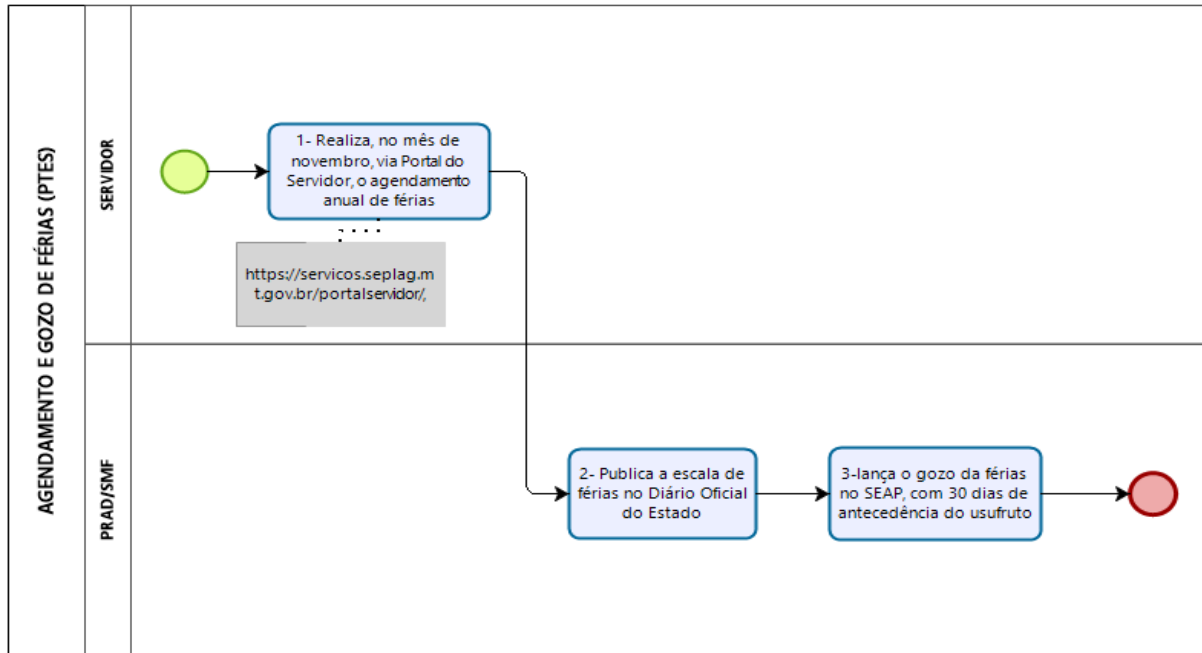 AGENDAMENTO E GOZO DE FÉRIAS (PTES)
SERVIDOR
1- Realiza, no mês de
novembro, via Portal do
Servidor, o agendamento
anual de férias
https://servicos.seplag.m
t.gov.br/portalservidor/,
PRAD/SMF
2- Publica a escala de
férias no Diário Oficial
do Estado
3-lança o gozo da férias
no SEAP, com 30 dias de
antecedência do usufruto